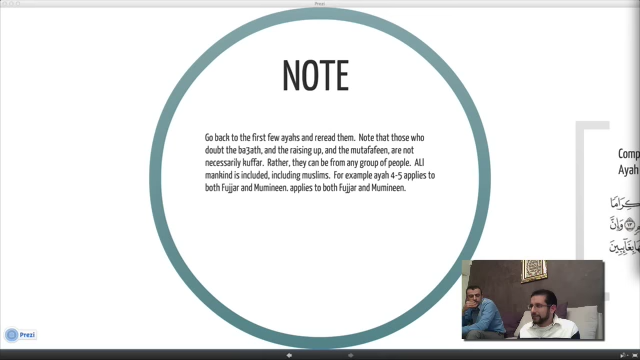 Prezi
NOTE
Go back to the first few ayahs and reread them. Note that those who
doubt the ba3ath, and the raising up, and the mutafafeen, are not
necessarily kuffar. Rather, they can be from any group of people. ALl
mankind is included, including muslims. For example ayah 4-5 applies to
both Fujjar and Mumineen. applies to both Fujjar and Mumineen.
Comp
Ayah
Prezi